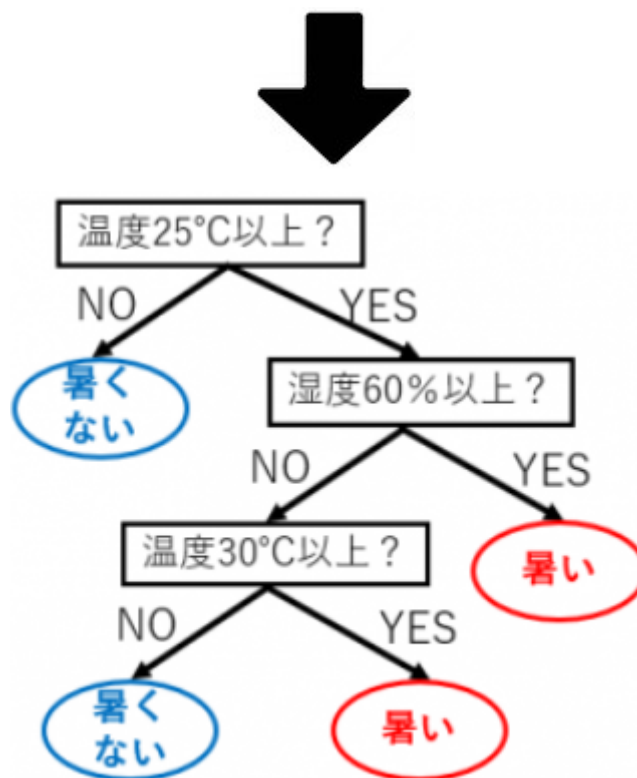 温度25℃以上？
NO
YES
暑く
ない
湿度60%以上？
NO
YES
温度30℃以上？
暑い
NO
YES
暑く
ない
暑い